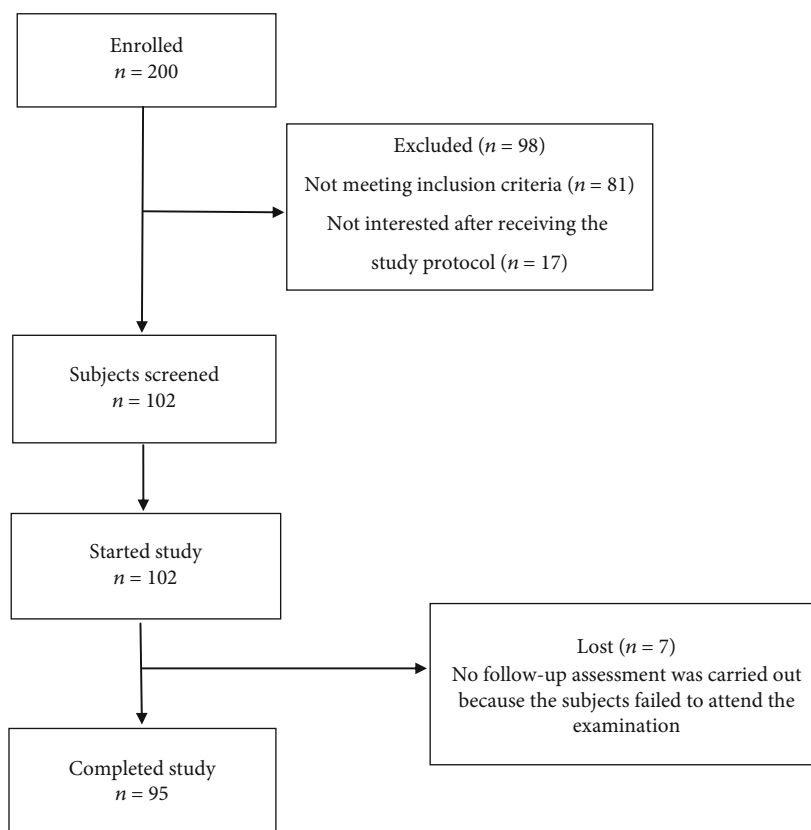 Enrolled
n = 200
Excluded (n = 98)
Not meeting inclusion criteria (n = 81)
Not interested after receiving the
study protocol (n = 17)
Subjects screened
n = 102
Started study
n = 102
Lost (n = 7)
No follow-up assessment was carried out
because the subjects failed to attend the
examination
Completed study
n = 95